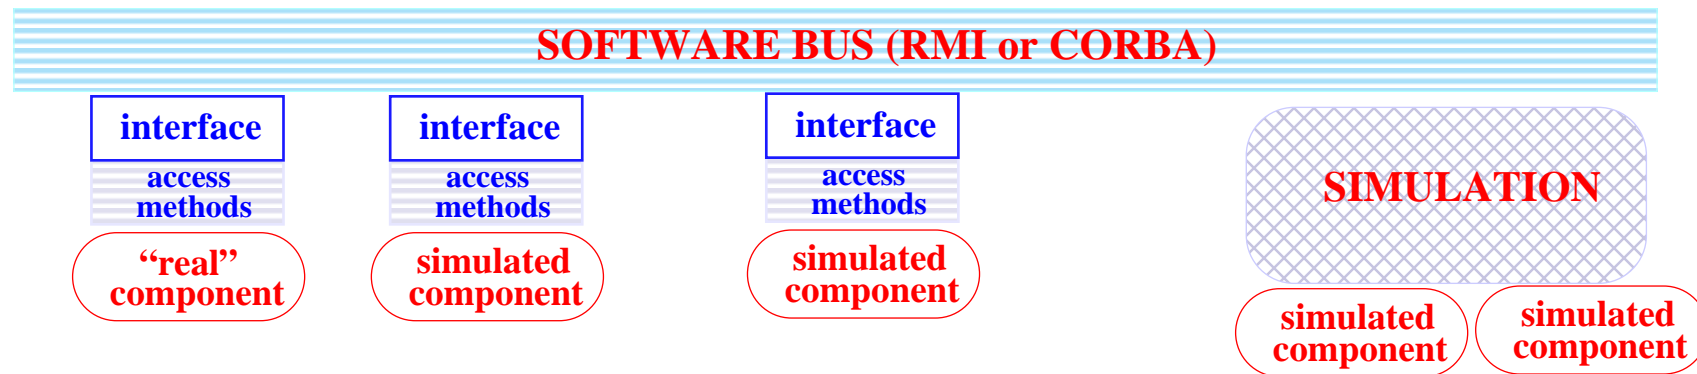 SOFTWARE BUS (RMI or CORBA)
interface
access
methods
“real”
component
interface
access
methods
simulated
component
interface
access
methods
simulated
component
SIMULATION
simulated
component
simulated
component